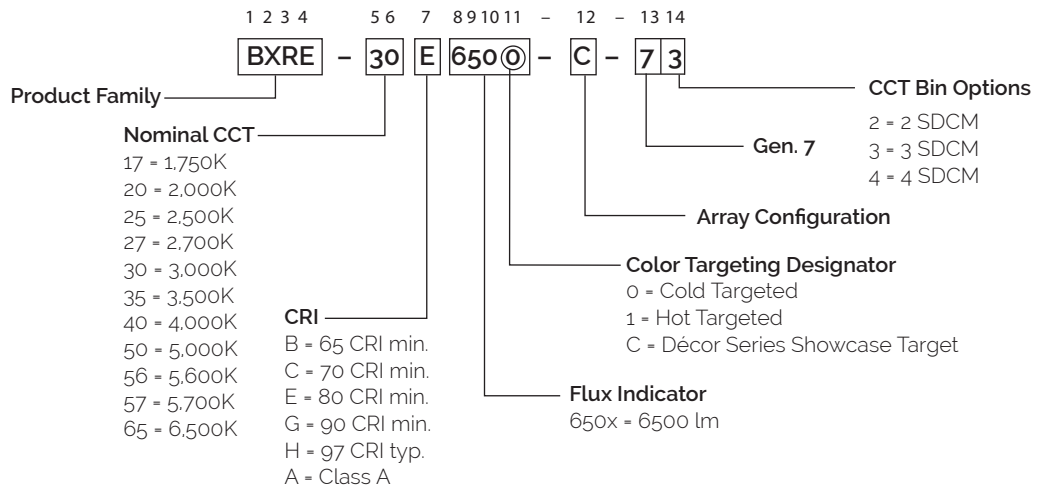 1 2 3 4 5 6 7 8 9 10 11 – 12 – 13 14
BXRE – 30 E 6500 – C – 7 3
Product Family
Nominal CCT
17 = 1,750K
20 = 2,000K
25 = 2,500K
27 = 2,700K
30 = 3,000K
35 = 3,500K
40 = 4,000K
50 = 5,000K
56 = 5,600K
57 = 5,700K
65 = 6,500K
CRI
B = 65 CRI min.
C = 70 CRI min.
E = 80 CRI min.
G = 90 CRI min.
H = 97 CRI typ.
A = Class A
Flux Indicator
650x = 6500 lm
Color Targeting Designator
0 = Cold Targeted
1 = Hot Targeted
C = Décor Series Showcase Target
Array Configuration
Gen. 7
CCT Bin Options
2 = 2 SDCM
3 = 3 SDCM
4 = 4 SDCM